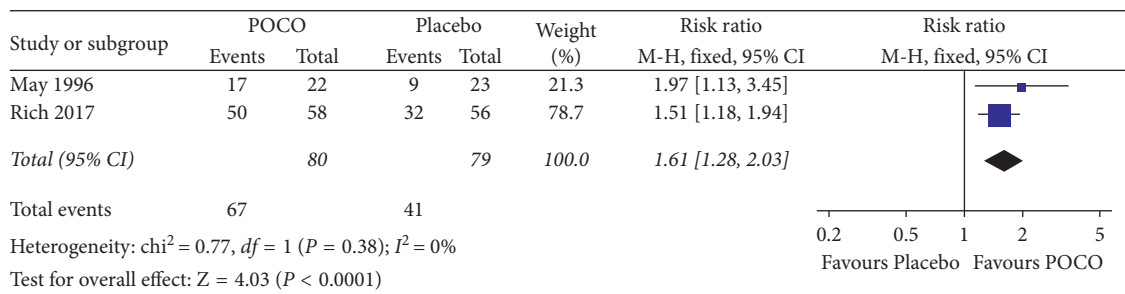 Study or subgroup POCO Placebo Weight (%) Risk ratio Risk ratio
Events Total Events Total M-H, fixed, 95% CI M-H, fixed, 95% CI
May 1996 17 22 9 23 21.3 1.97 [1.13, 3.45]
Rich 2017 50 58 32 56 78.7 1.51 [1.18, 1.94]
Total (95% CI) 80 79 100.0 1.61 [1.28, 2.03]
Total events 67 41
Heterogeneity: chi² = 0.77, df = 1 (P = 0.38); I² = 0%
Test for overall effect: Z = 4.03 (P < 0.0001)
0.2 0.5 1 2 5
Favours Placebo Favours POCO